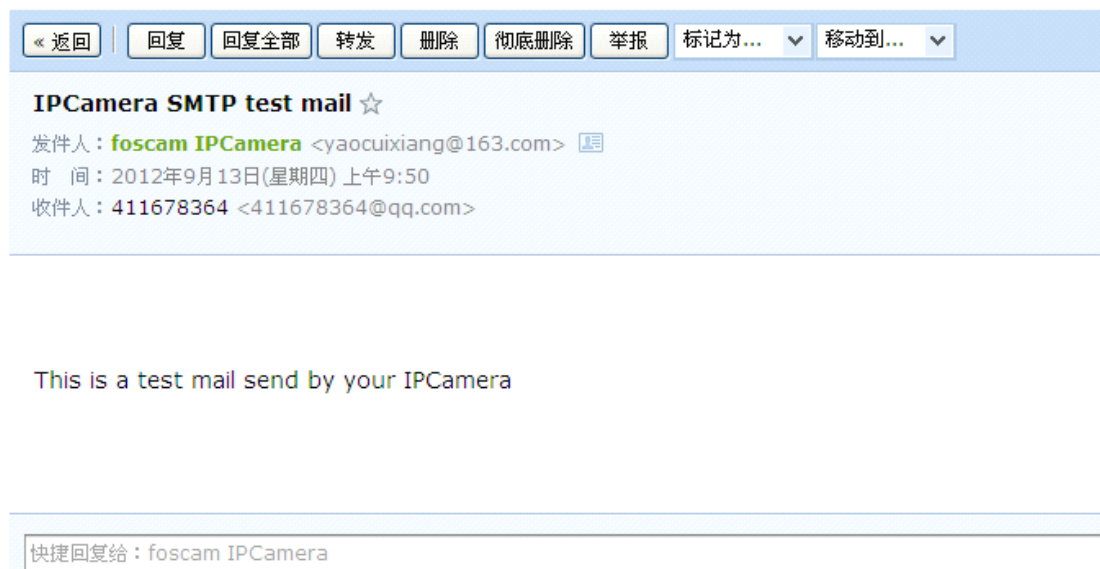 « 返回 回复 回复全部 转发 删除 彻底删除 举报 标记为... 移动到...
IPCamera SMTP test mail ☆
发件人：foscam IPCamera <yaocuixiang@163.com>
时 间：2012年9月13日(星期四) 上午9:50
收件人：411678364 <411678364@qq.com>
This is a test mail send by your IPCamera
快捷回复给：foscam IPCamera